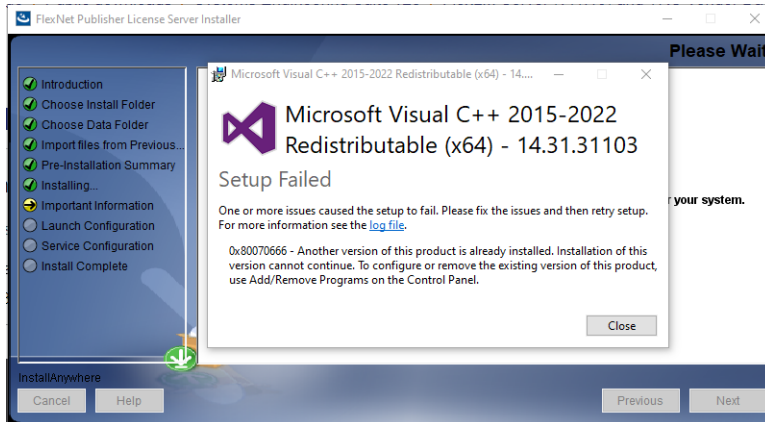 FlexNet Publisher License Server Installer
Please Wait
Introduction
Choose Install Folder
Choose Data Folder
Import files from Previous...
Pre-Installation Summary
Installing...
Important Information
Launch Configuration
Service Configuration
Install Complete
Microsoft Visual C++ 2015-2022 Redistributable (x64) - 14....
Microsoft Visual C++ 2015-2022
Redistributable (x64) - 14.31.31103
Setup Failed
One or more issues caused the setup to fail. Please fix the issues and then retry setup.
For more information see the log file.
0x80070666 - Another version of this product is already installed. Installation of this
version cannot continue. To configure or remove the existing version of this product,
use Add/Remove Programs on the Control Panel.
Close
your system.
InstallAnywhere
Cancel
Help
Previous
Next